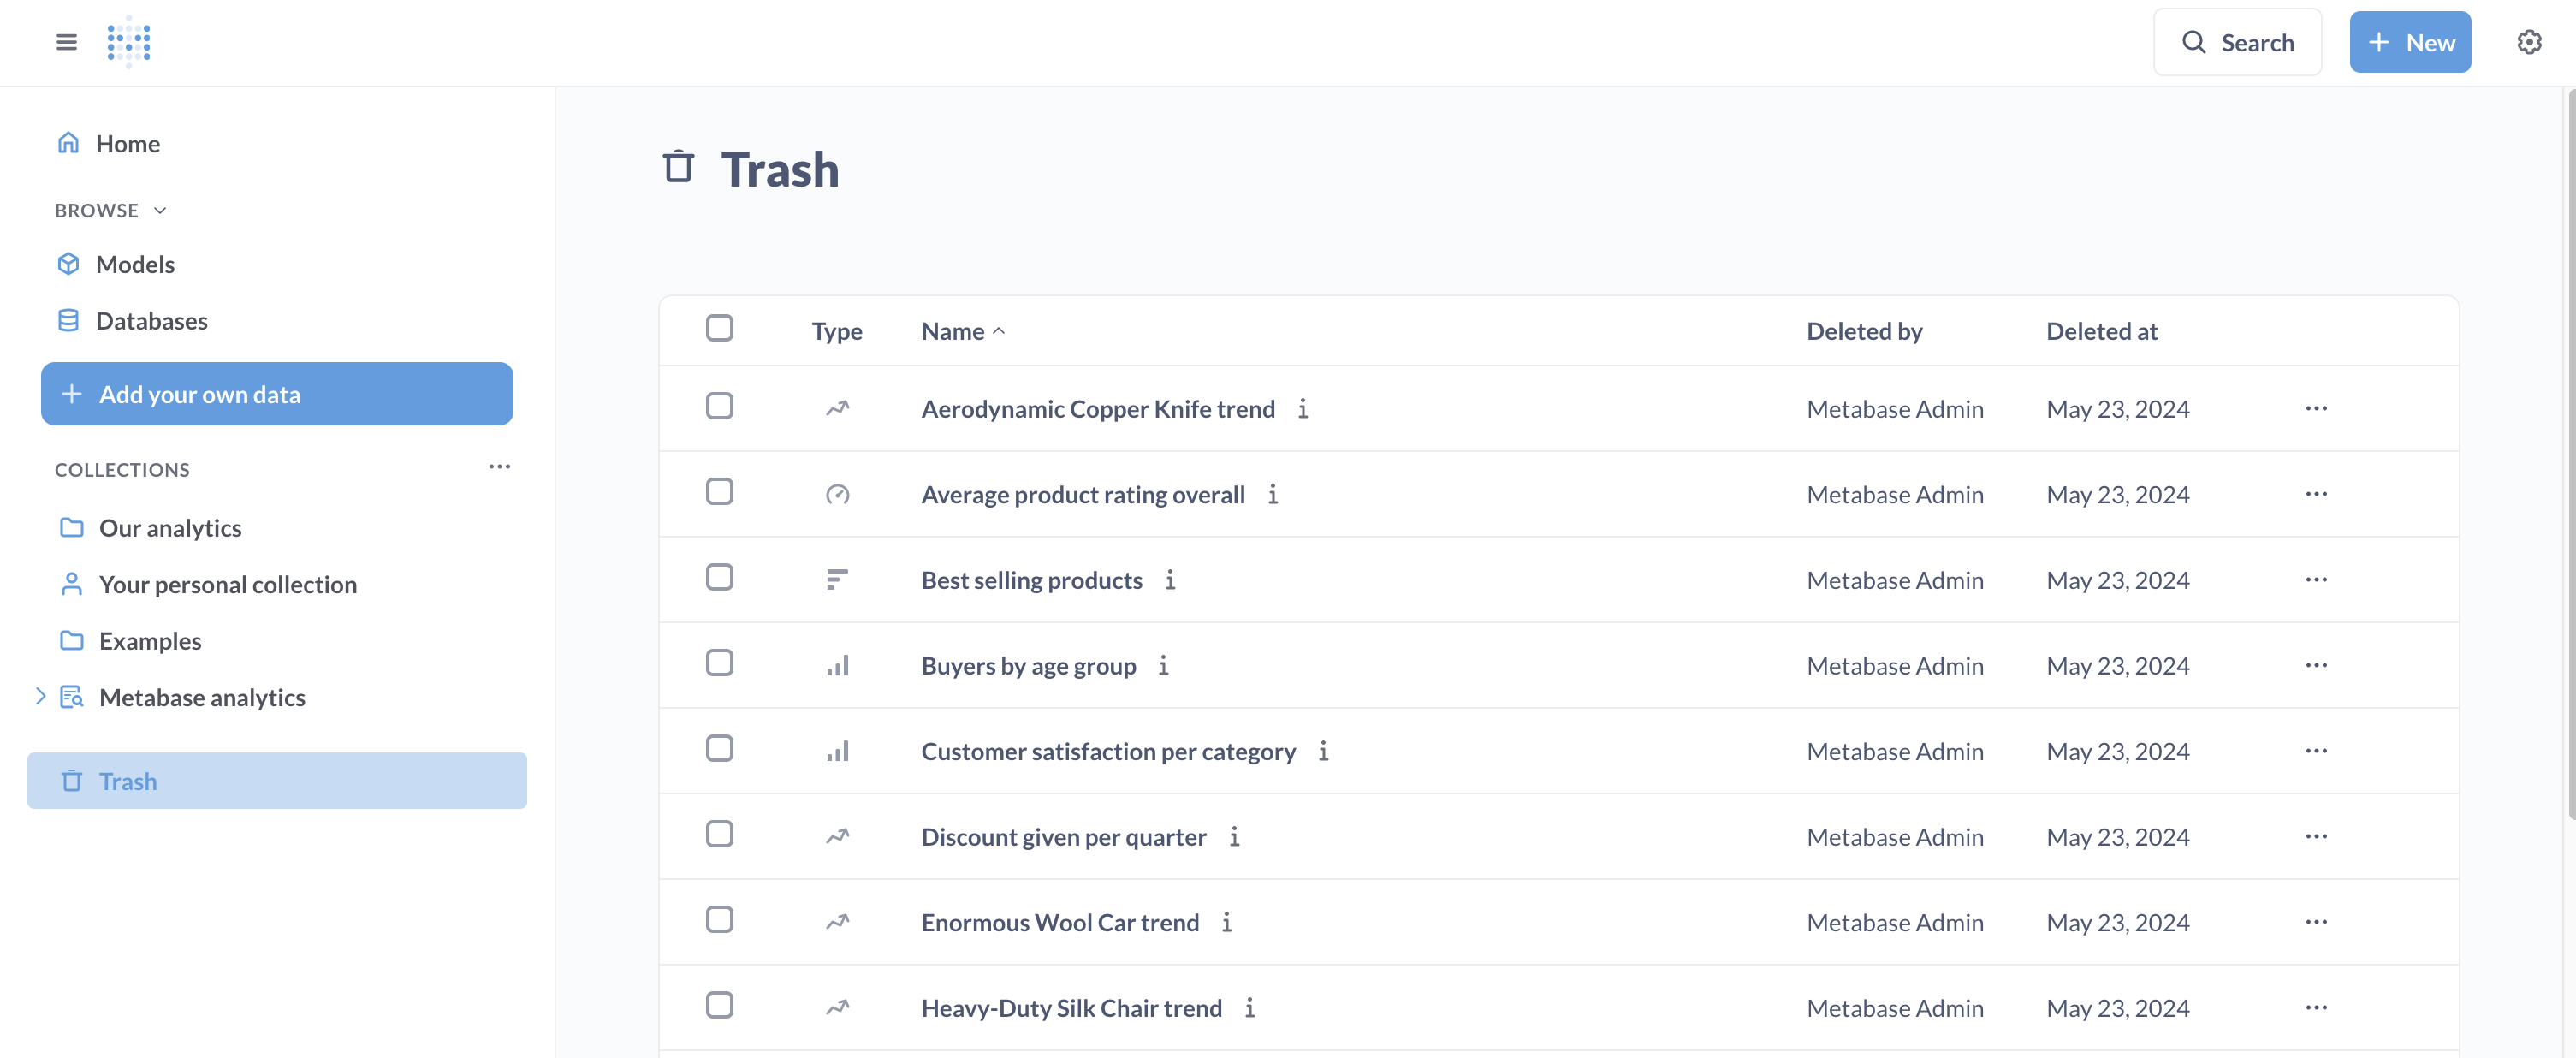 Search
New
Home
BROWSE
Models
Databases
Add your own data
COLLECTIONS
Our analytics
Your personal collection
Examples
Metabase analytics
Trash
Trash
Type Name Deleted by Deleted at
Aerodynamic Copper Knife trend Metabase Admin May 23, 2024
Average product rating overall Metabase Admin May 23, 2024
Best selling products Metabase Admin May 23, 2024
Buyers by age group Metabase Admin May 23, 2024
Customer satisfaction per category Metabase Admin May 23, 2024
Discount given per quarter Metabase Admin May 23, 2024
Enormous Wool Car trend Metabase Admin May 23, 2024
Heavy-Duty Silk Chair trend Metabase Admin May 23, 2024